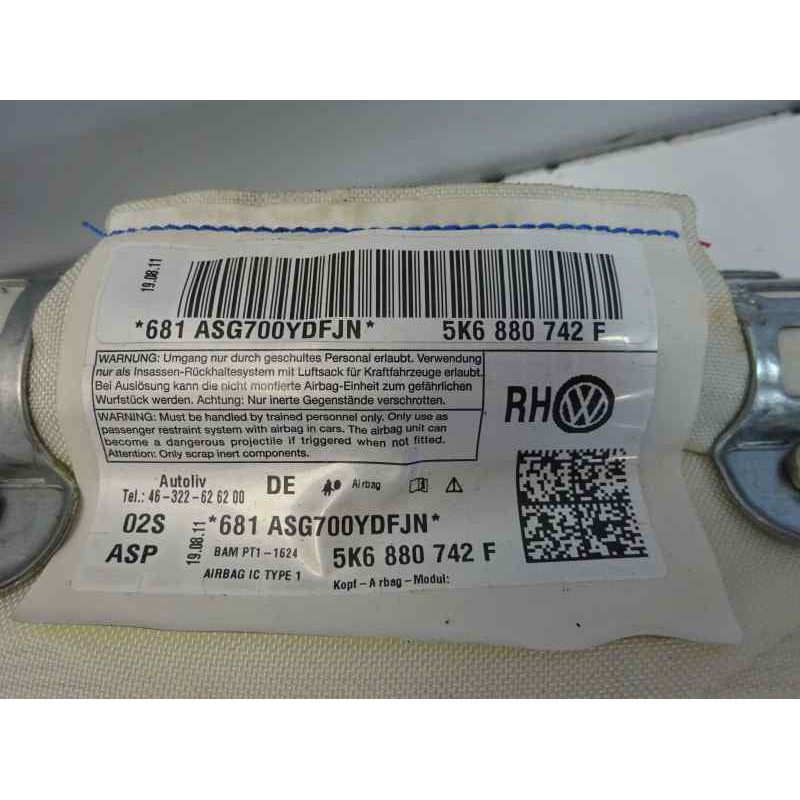 19.08.11
*681 ASG700YDFJN* 5K6 880 742 F
WARNUNG: Umgang nur durch geschultes Personal erlaubt. Verwendung
nur als Insassen-Rückhaltesystem mit Luftsack für Kraftfahrzeuge erlaubt.
Bei Auslösung kann die nicht montierte Airbag-Einheit zum gefährlichen
Wurfstück werden. Achtung: Nur inerte Gegenstände verschrotten.
WARNING: Must be handled by trained personnel only. Only use as
passenger restraint system with airbag in cars. The airbag unit can
become a dangerous projectile if triggered when not fitted.
Attention: Only scrap inert components.
RH
Autoliv
Tel.: 46-322-626200
DE
Airbag
02S
ASP
19.08.11
*681 ASG700YDFJN*
BAM PT1-1624
5K6 880 742 F
AIRBAG IC TYPE 1
Kopf-Airbag-Modul: